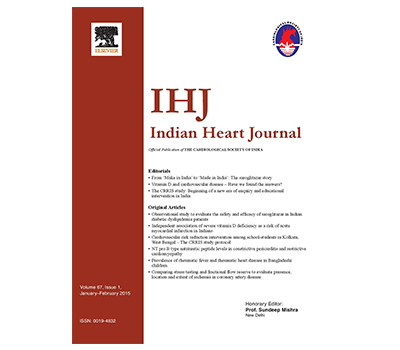 ELSEVIER
IHJ
Indian Heart Journal
Official Publication of THE CARDIOLOGICAL SOCIETY OF INDIA
Editorials
• From 'Make in India' to 'Made in India': The saroglitazar story
• Vitamin D and cardiovascular disease – Have we found the answers?
• The CRRIS study: Beginning of a new era of enquiry and educational
intervention in India
Original Articles
• Observational study to evaluate the safety and efficacy of saroglitazar in Indian
diabetic dyslipidemia patients
• Independent association of severe vitamin D deficiency as a risk of acute
myocardial infarction in Indians
• Cardiovascular risk reduction intervention among school-students in Kolkata,
West Bengal – The CRRIS study protocol
• NT pro B-type natriuretic peptide levels in constrictive pericarditis and restrictive
cardiomyopathy
• Prevalence of rheumatic fever and rheumatic heart disease in Bangladeshi
children
• Comparing stress testing and fractional flow reserve to evaluate presence,
location and extent of ischemia in coronary artery disease
Volume 67, Issue 1,
January–February 2015
ISSN: 0019-4832
Honorary Editor:
Prof. Sundeep Mishra
New Delhi